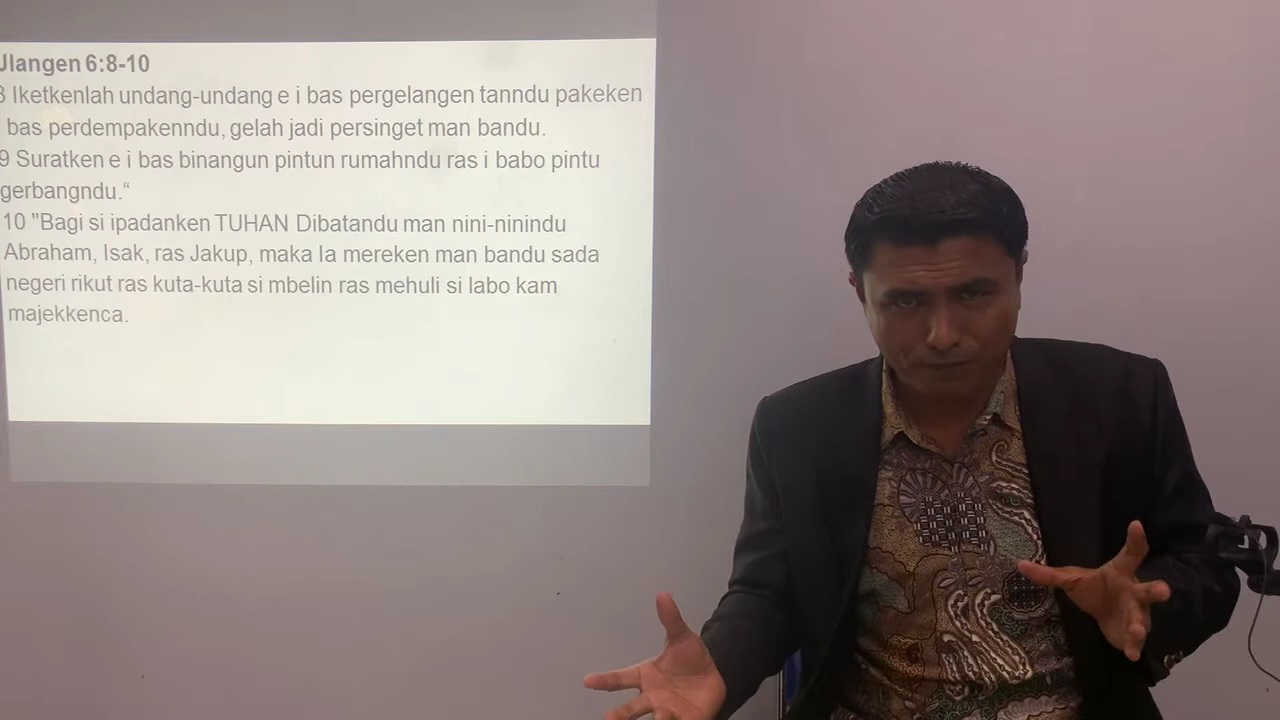 Ulangen 6:8-10
8 Iketkenlah undang-undang e i bas pergelangen tanndu pakeken
bas perdempakenndu, gelah jadi persinget man bandu.
9 Suratken e i bas binangun pintun rumahndu ras i babo pintu
gerbangndu.“
10 "Bagi si ipadanken TUHAN Dibatandu man nini-ninindu
Abraham, Isak, ras Jakup, maka Ia mereken man bandu sada
negeri rikut ras kuta-kuta si mbelin ras mehuli si labo kam
majekkenca.